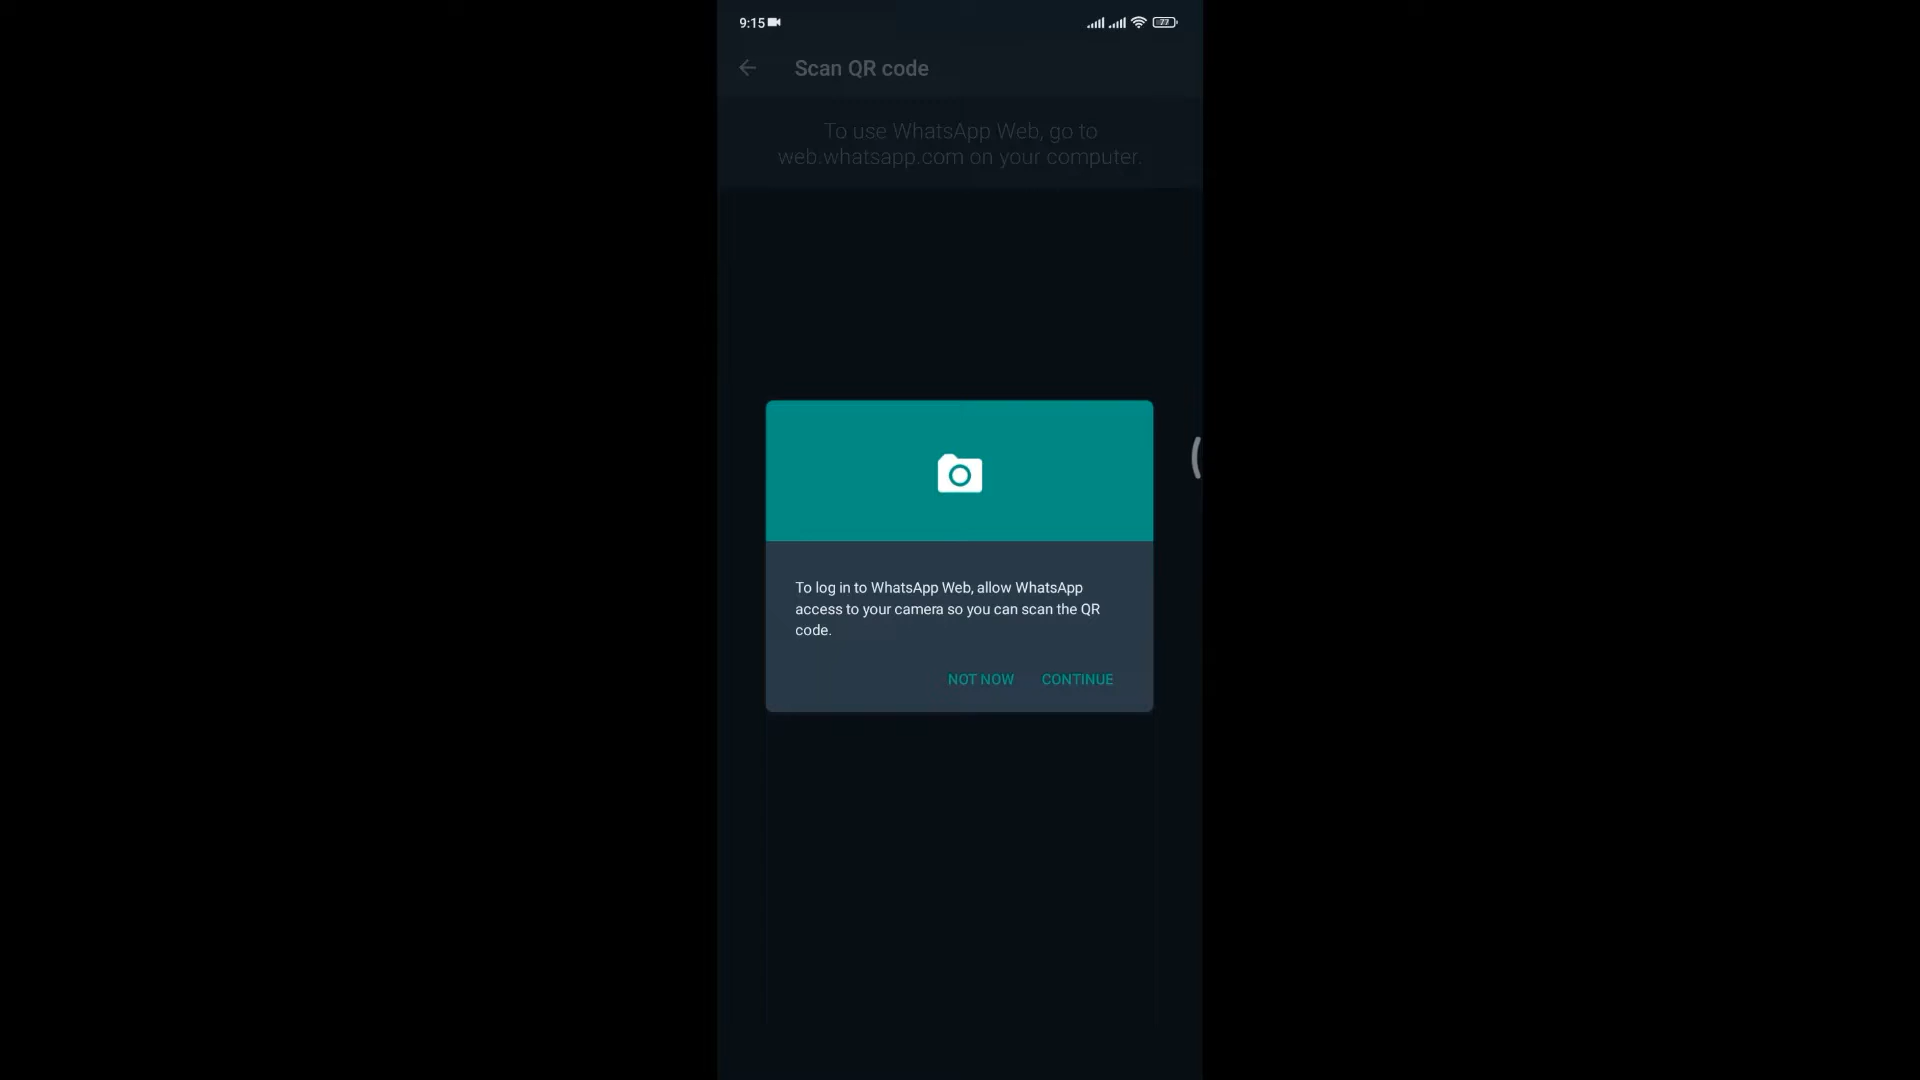 9:15
77
Scan QR code
To use WhatsApp Web, go to
web.whatsapp.com on your computer.
To log in to WhatsApp Web, allow WhatsApp
access to your camera so you can scan the QR
code.
NOT NOW CONTINUE